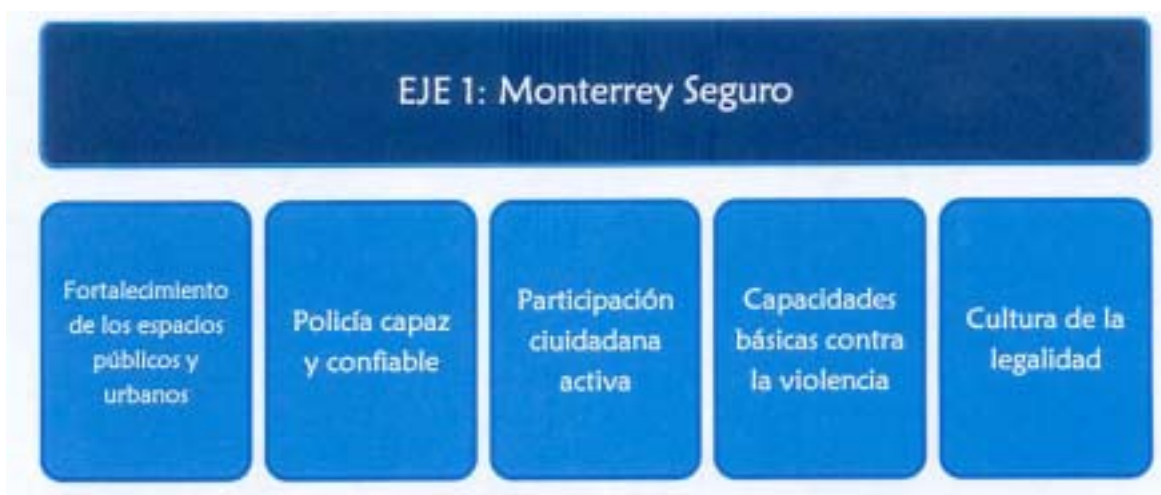 EJE 1: Monterrey Seguro
Fortalecimiento
de los espacios
públicos y
urbanos
Policía capaz
y confiable
Participación
ciuidadana
activa
Capacidades
básicas contra
la violencia
Cultura de la
legalidad